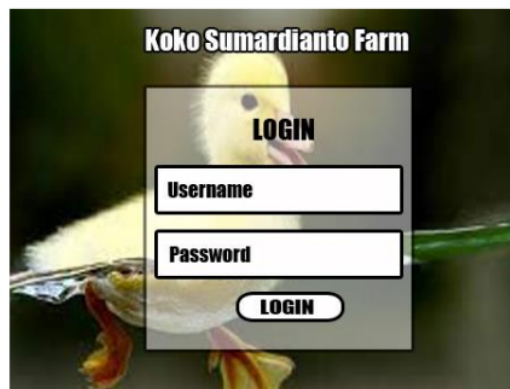 Koko Sumardianto Farm
LOGIN
Username
Password
LOGIN